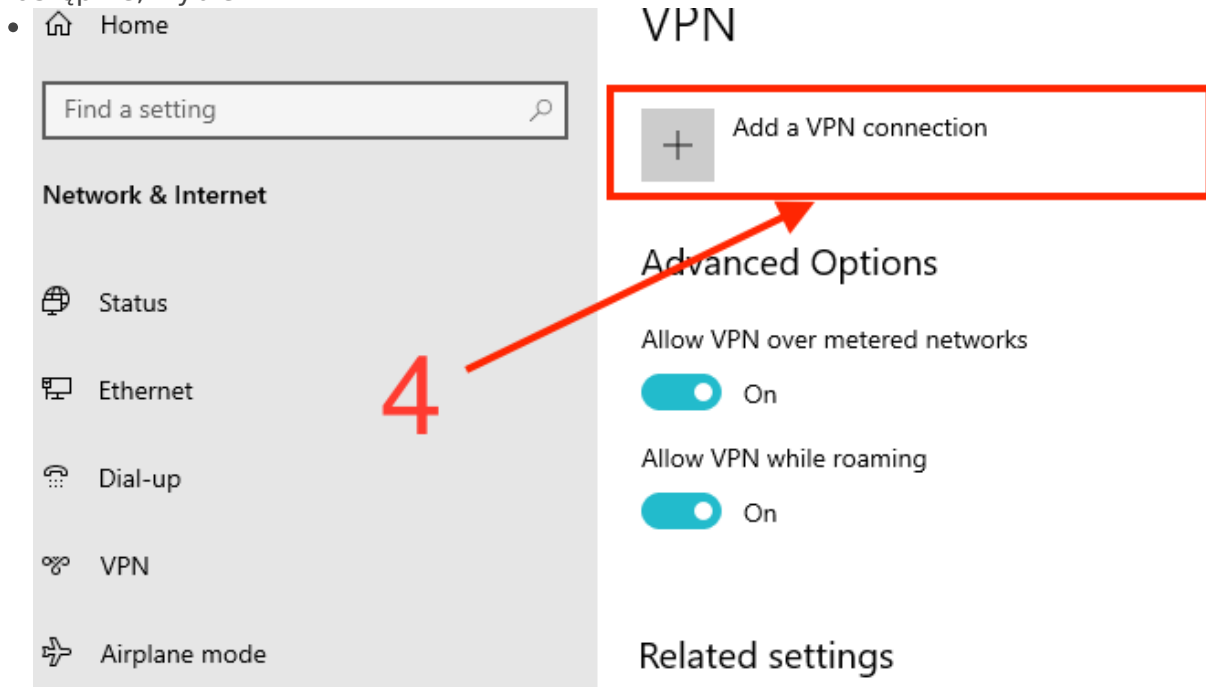 Home
Find a setting
Network & Internet
Status
Ethernet
Dial-up
VPN
Airplane mode
4
VPN
Add a VPN connection
Advanced Options
Allow VPN over metered networks
On
Allow VPN while roaming
On
Related settings